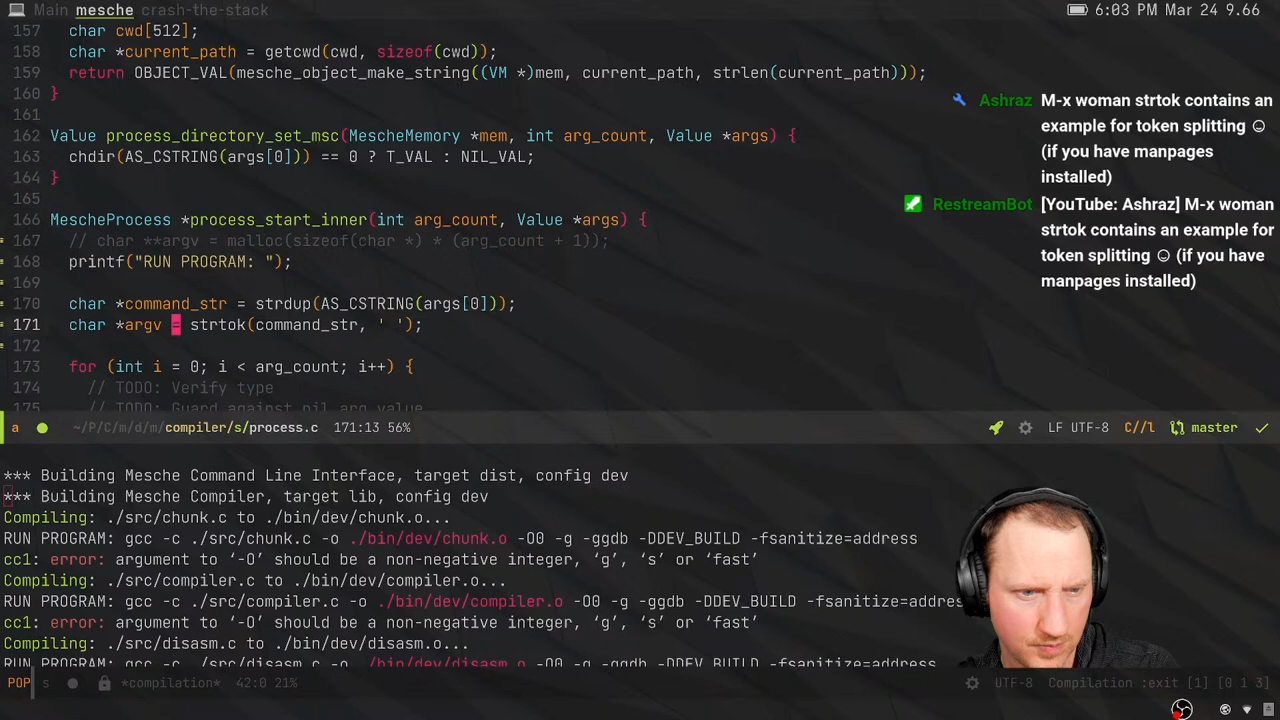 Main mesche crash-the-stack
6:03 PM Mar 24 9.66
157 char cwd[512];
158 char *current_path = getcwd(cwd, sizeof(cwd));
159 return OBJECT_VAL(mesche_object_make_string((VM *)mem, current_path, strlen(current_path)));
160 }
161
162 Value process_directory_set_msc(MescheMemory *mem, int arg_count, Value *args) {
163 chdir(AS_CSTRING(args[0])) == 0 ? T_VAL : NIL_VAL;
164 }
165
166 MescheProcess *process_start_inner(int arg_count, Value *args) {
167 // char **argv = malloc(sizeof(char *) * (arg_count + 1));
168 printf("RUN PROGRAM: ");
169
170 char *command_str = strdup(AS_CSTRING(args[0]));
171 char *argv = strtok(command_str, ' ');
172
173 for (int i = 0; i < arg_count; i++) {
174 // TODO: Verify type
175 // TODO: Guard against nil arg value
Ashraz M-x woman strtok contains an
example for token splitting ☺
(if you have manpages
installed)
RestreamBot [YouTube: Ashraz] M-x woman
strtok contains an example for
token splitting ☺ (if you have
manpages installed)
a ~/P/C/m/d/m/compiler/s/process.c 171:13 56% LF UTF-8 C//l master
*** Building Mesche Command Line Interface, target dist, config dev
*** Building Mesche Compiler, target lib, config dev
Compiling: ./src/chunk.c to ./bin/dev/chunk.o...
RUN PROGRAM: gcc -c ./src/chunk.c -o ./bin/dev/chunk.o -O0 -g -ggdb -DDEV_BUILD -fsanitize=address
cc1: error: argument to ‘-O’ should be a non-negative integer, ‘g’, ‘s’ or ‘fast’
Compiling: ./src/compiler.c to ./bin/dev/compiler.o...
RUN PROGRAM: gcc -c ./src/compiler.c -o ./bin/dev/compiler.o -O0 -g -ggdb -DDEV_BUILD -fsanitize=addres
cc1: error: argument to ‘-O’ should be a non-negative integer, ‘g’, ‘s’ or ‘fast’
Compiling: ./src/disasm.c to ./bin/dev/disasm.o...
RUN PROGRAM: gcc -c ./src/disasm.c -o ./bin/dev/disasm.o -O0 -g -ggdb -DDEV_BUILD -fsanitize=address
POP s *compilation* 42:0 21% UTF-8 Compilation :exit [1] [0 1 3]